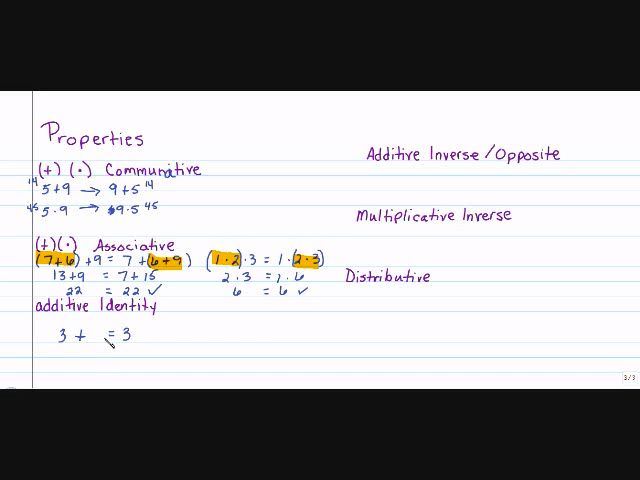 Properties
(+) (·) Commutative
14 5+9 → 9+5 14
45 5·9 → 9·5 45
(+)(·) Associative
(7+6)+9 = 7+(6+9)
13+9 = 7+15
22 = 22 ✓
(1·2)·3 = 1·(2·3)
2·3 = 1·6
6 = 6 ✓
additive Identity
3 + = 3
Additive Inverse/Opposite
Multiplicative Inverse
Distributive
3/3